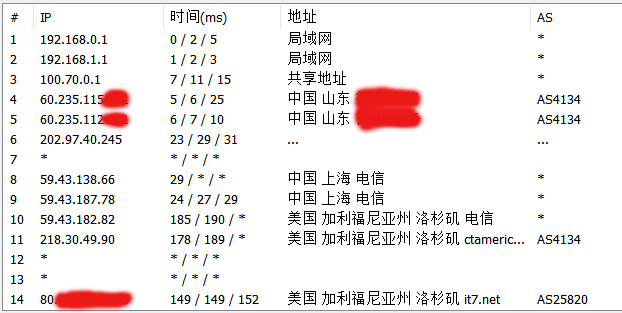 # IP 时间(ms) 地址 AS
1 192.168.0.1 0 / 2 / 5 局域网 *
2 192.168.1.1 1 / 2 / 3 局域网 *
3 100.70.0.1 7 / 11 / 15 共享地址 *
4 60.235.115 5 / 6 / 25 中国 山东 AS4134
5 60.235.112 6 / 7 / 10 中国 山东 AS4134
6 202.97.40.245 23 / 29 / 31 ... ...
7 * * / * / *
8 59.43.138.66 29 / * / * 中国 上海 电信 *
9 59.43.187.78 24 / 27 / 29 中国 上海 电信 *
10 59.43.182.82 185 / 190 / * 美国 加利福尼亚州 洛杉矶 电信 *
11 218.30.49.90 178 / 189 / * 美国 加利福尼亚州 洛杉矶 ctameric... AS4134
12 * * / * / *
13 * * / * / *
14 80. 149 / 149 / 152 美国 加利福尼亚州 洛杉矶 it7.net AS25820